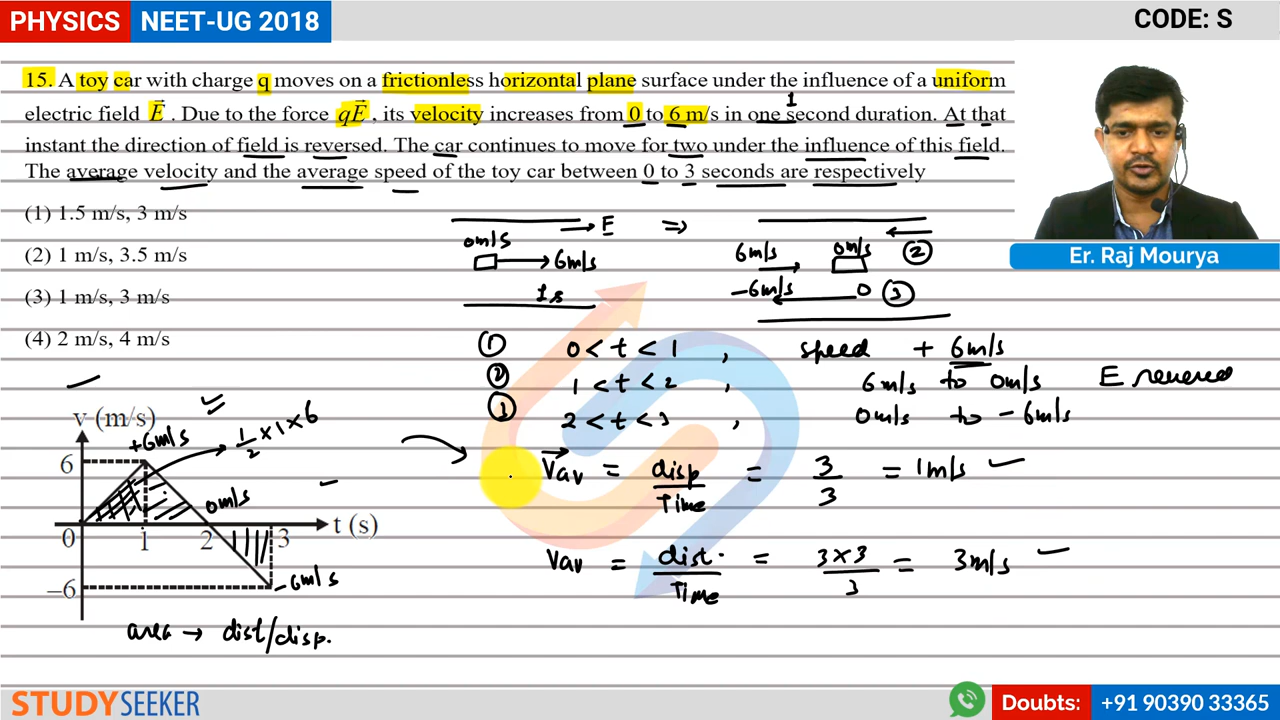 PHYSICS NEET-UG 2018
CODE: S
15. A toy car with charge q moves on a frictionless horizontal plane surface under the influence of a uniform
electric field E⃗ . Due to the force qE⃗ , its velocity increases from 0 to 6 m/s in one second duration. At that
1
instant the direction of field is reversed. The car continues to move for two under the influence of this field.
The average velocity and the average speed of the toy car between 0 to 3 seconds are respectively
(1) 1.5 m/s, 3 m/s
(2) 1 m/s, 3.5 m/s
(3) 1 m/s, 3 m/s
(4) 2 m/s, 4 m/s
Er. Raj Mourya
→ E ⇒
0m/s → 6m/s
1s
6m/s 0m/s ②
-6m/s 0 ③
① 0 < t < 1 , speed + 6m/s
② 1 < t < 2 , 6m/s to 0m/s E reversed
③ 2 < t < 3 , 0m/s to -6m/s
V⃗av = disp/Time = 3/3 = 1m/s
Vav = dist./Time = 3×3/3 = 3m/s
v (m/s)
+6m/s
1/2 × 1 × 6
6
0m/s
0 1 2 3 t (s)
-6m/s
–6
area → dist/disp.
STUDY SEEKER
Doubts: +91 90390 33365